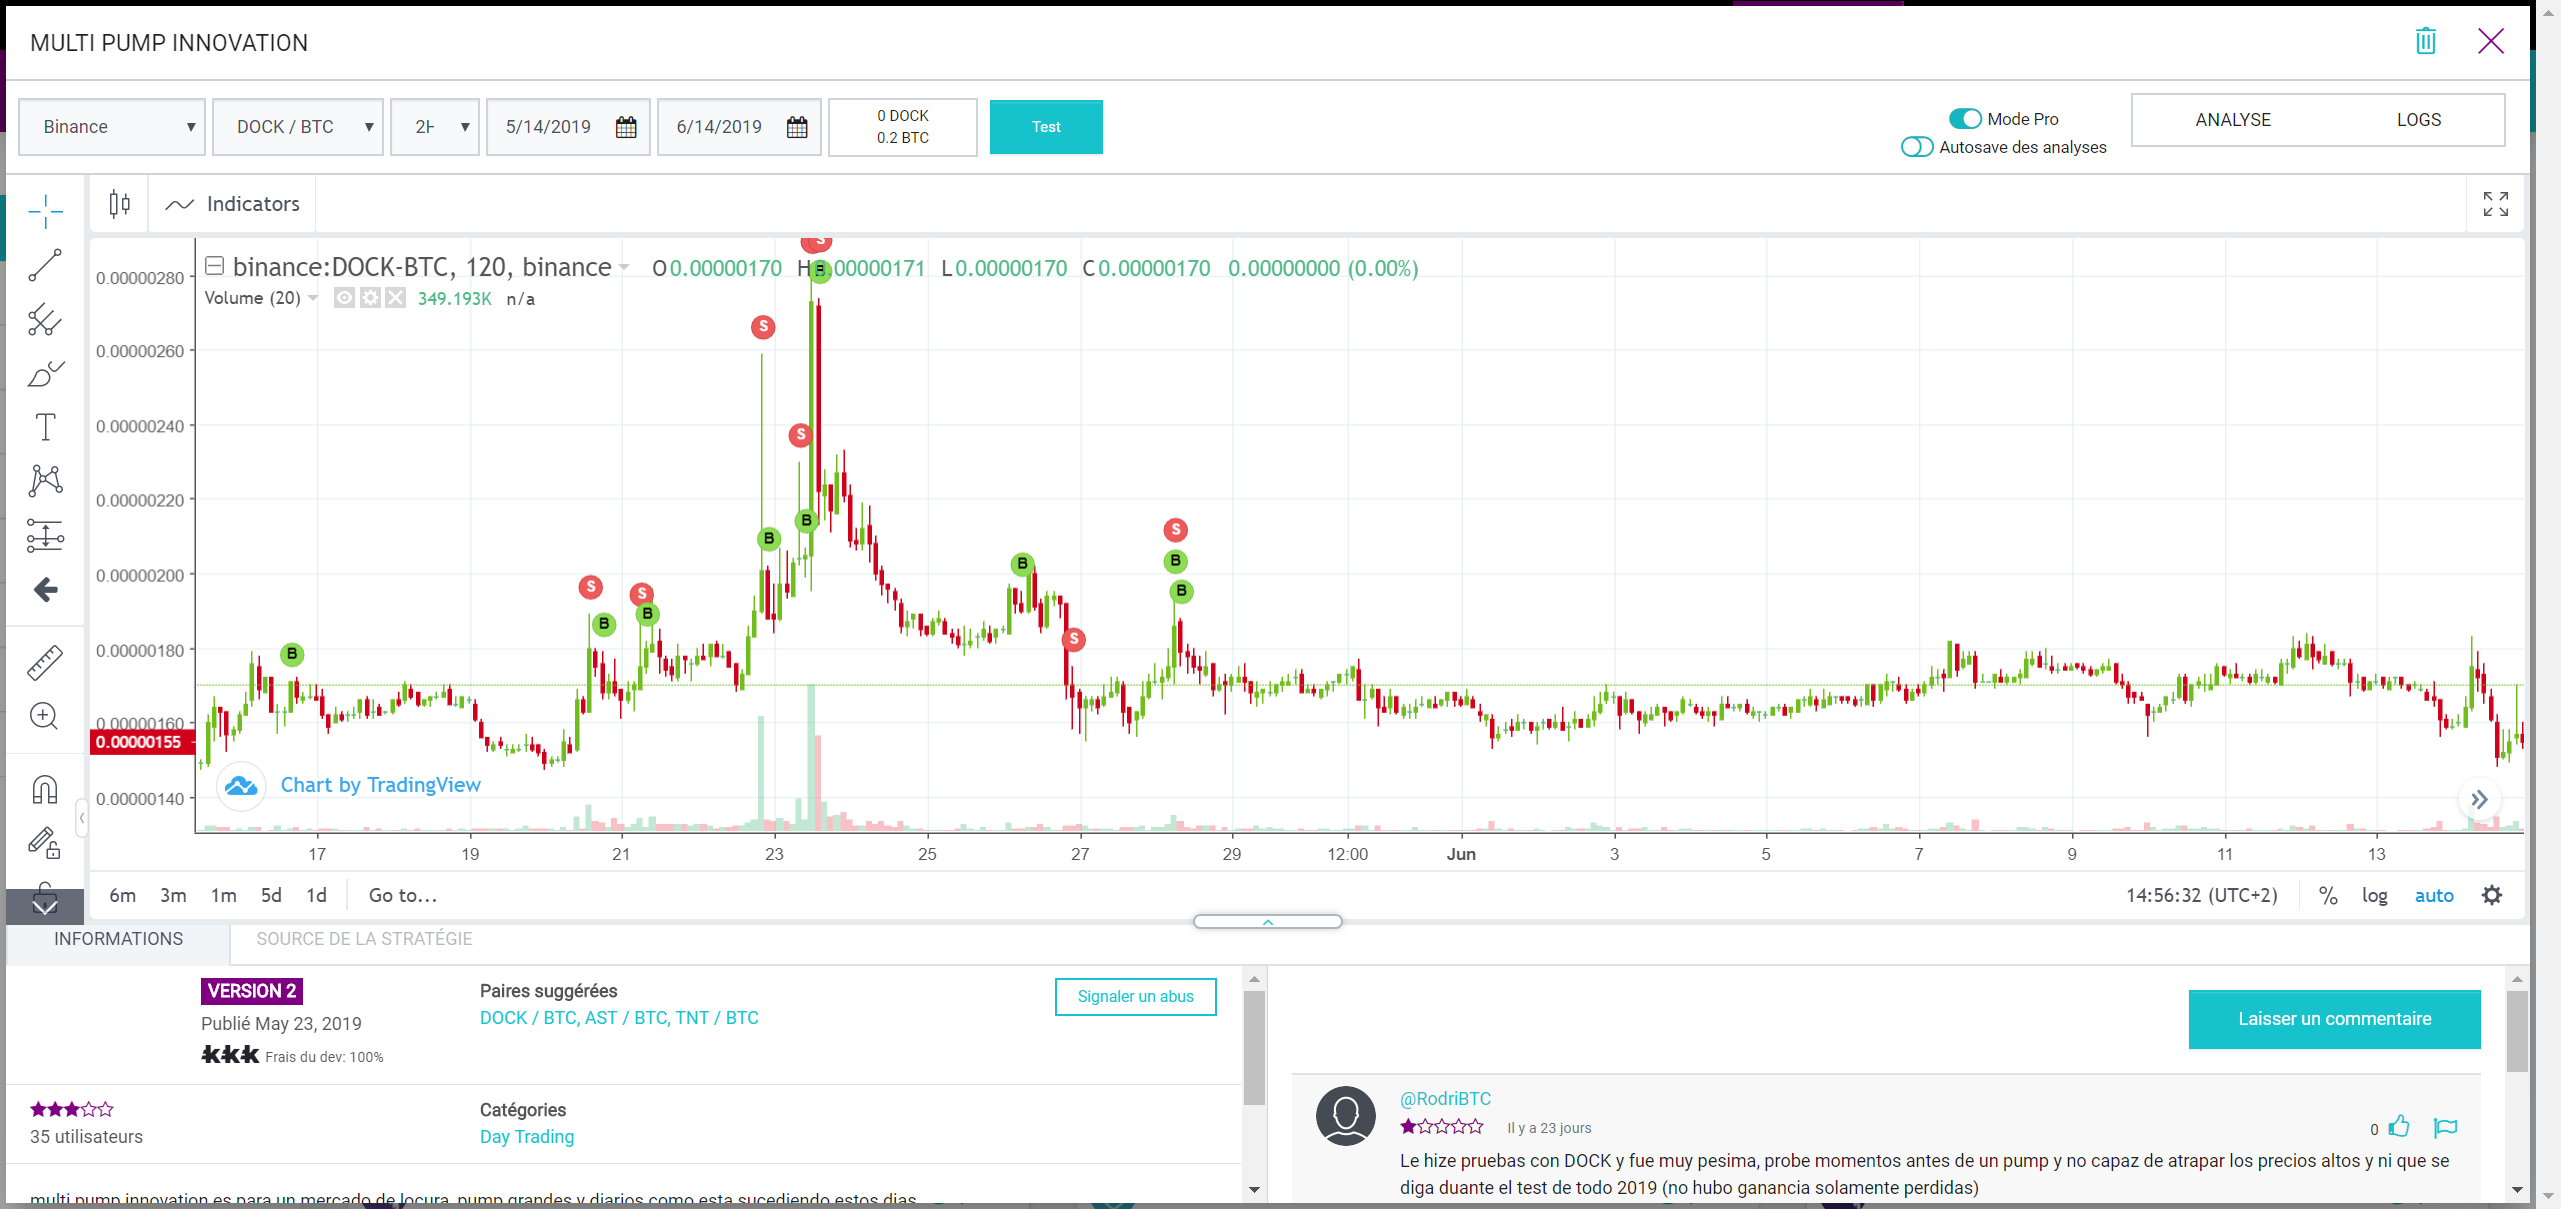 MULTI PUMP INNOVATION
Binance
DOCK / BTC
2H
5/14/2019
6/14/2019
0 DOCK
0.2 BTC
Test
Mode Pro
Autosave des analyses
ANALYSE
LOGS
Indicators
binance:DOCK-BTC, 120, binance O0.00000170 H0.00000171 L0.00000170 C0.00000170 0.00000000 (0.00%)
Volume (20) 349.193K n/a
0.00000280
0.00000260
0.00000240
0.00000220
0.00000200
0.00000180
0.00000160
0.00000155
0.00000140
S
B
S
S
B
B
S
S
B
S
B
B
B
S
B
B
S
B
Chart by TradingView
17 19 21 23 25 27 29 12:00 Jun 3 5 7 9 11 13
6m 3m 1m 5d 1d Go to...
14:56:32 (UTC+2) % log auto
INFORMATIONS
SOURCE DE LA STRATÉGIE
VERSION 2
Publié May 23, 2019
kkk Frais du dev: 100%
Paires suggérées
DOCK / BTC, AST / BTC, TNT / BTC
Signaler un abus
35 utilisateurs
Catégories
Day Trading
multi pump innovation es para un mercado de locura, pump grandes y diarios como esta sucediendo estos dias
Laisser un commentaire
@RodriBTC
Il y a 23 jours
0
Le hize pruebas con DOCK y fue muy pesima, probe momentos antes de un pump y no capaz de atrapar los precios altos y ni que se
diga duante el test de todo 2019 (no hubo ganancia solamente perdidas)